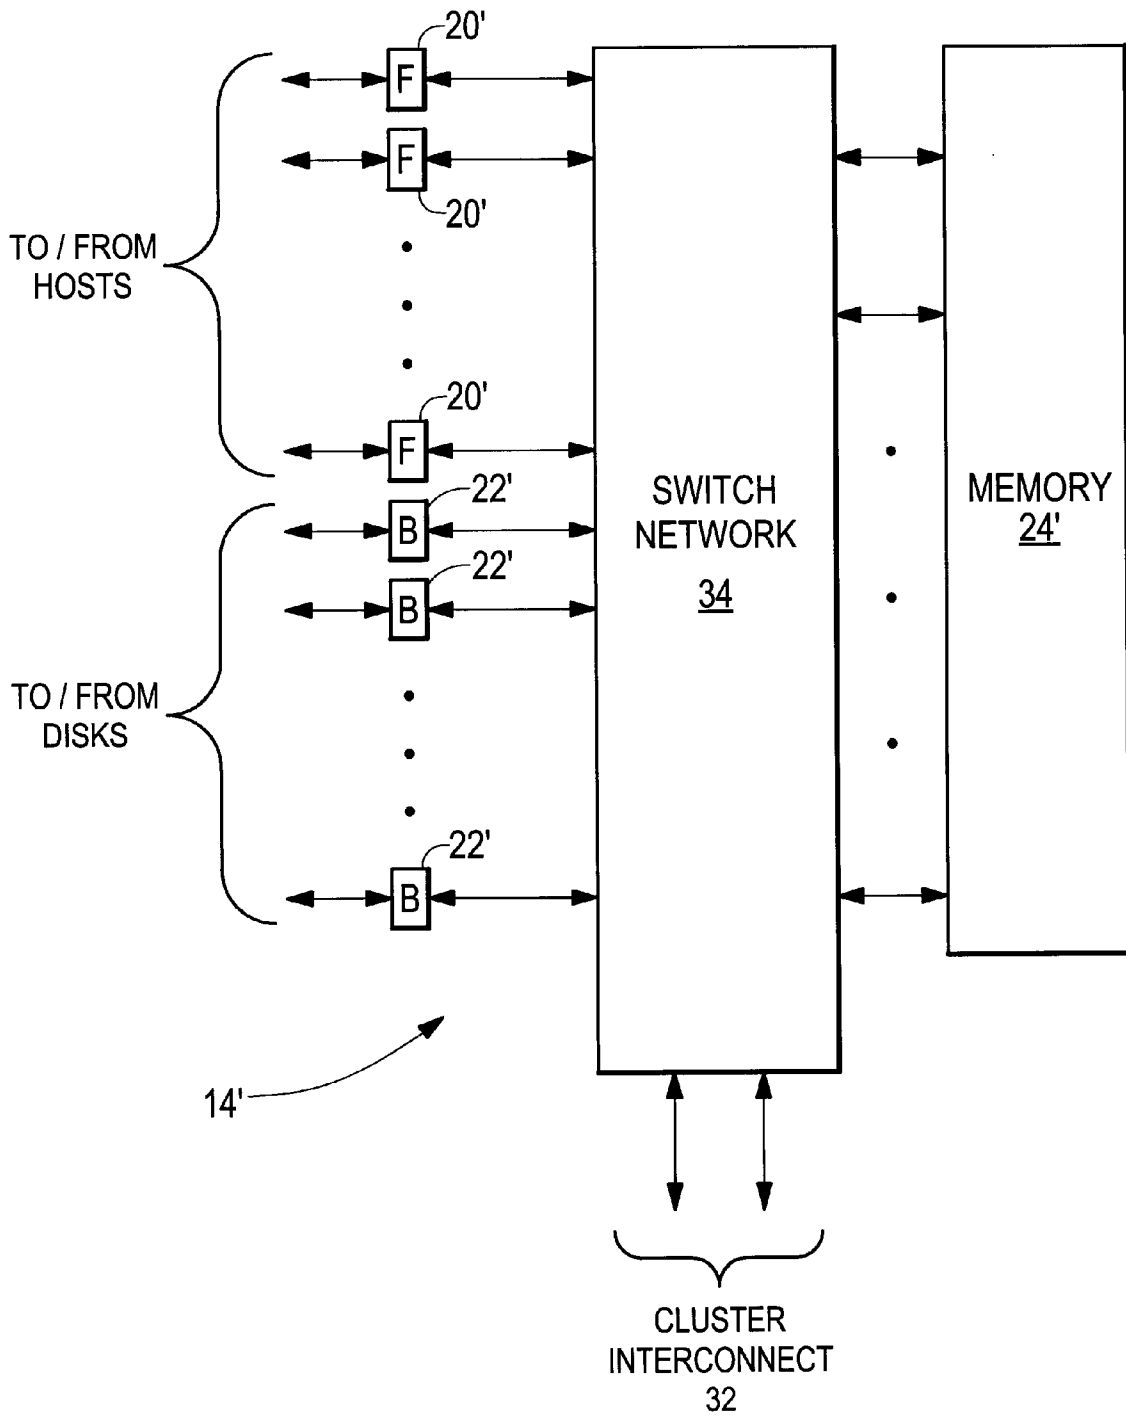 20'
F
F
20'
TO / FROM
HOSTS
20'
F
22'
B
22'
B
TO / FROM
DISKS
22'
B
SWITCH
NETWORK
34
MEMORY
24'
14'
CLUSTER
INTERCONNECT
32